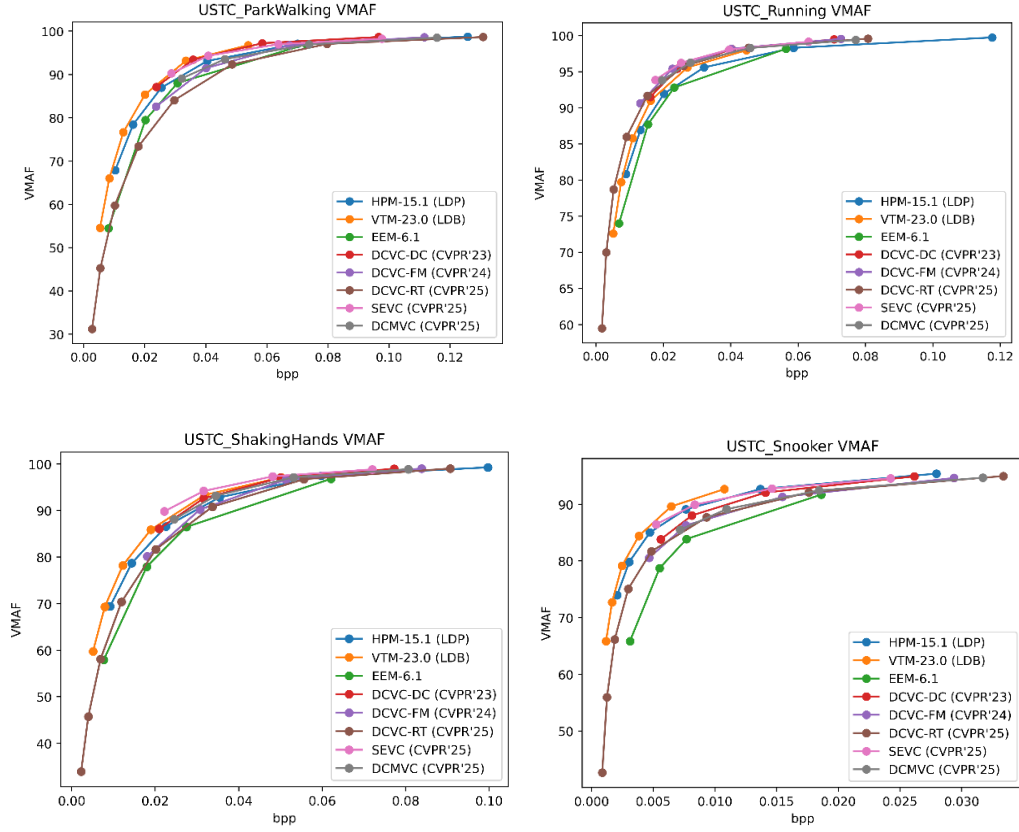 USTC_ParkWalking VMAF
100
90
80
70
60
50
40
30
VMAF
0.00 0.02 0.04 0.06 0.08 0.10 0.12
bpp
HPM-15.1 (LDP)
VTM-23.0 (LDB)
EEM-6.1
DCVC-DC (CVPR'23)
DCVC-FM (CVPR'24)
DCVC-RT (CVPR'25)
SEVC (CVPR'25)
DCMVC (CVPR'25)
USTC_Running VMAF
100
95
90
85
80
75
70
65
60
VMAF
0.00 0.02 0.04 0.06 0.08 0.10 0.12
bpp
HPM-15.1 (LDP)
VTM-23.0 (LDB)
EEM-6.1
DCVC-DC (CVPR'23)
DCVC-FM (CVPR'24)
DCVC-RT (CVPR'25)
SEVC (CVPR'25)
DCMVC (CVPR'25)
USTC_ShakingHands VMAF
100
90
80
70
60
50
40
VMAF
0.00 0.02 0.04 0.06 0.08 0.10
bpp
HPM-15.1 (LDP)
VTM-23.0 (LDB)
EEM-6.1
DCVC-DC (CVPR'23)
DCVC-FM (CVPR'24)
DCVC-RT (CVPR'25)
SEVC (CVPR'25)
DCMVC (CVPR'25)
USTC_Snooker VMAF
100
90
80
70
60
50
VMAF
0.000 0.005 0.010 0.015 0.020 0.025 0.030
bpp
HPM-15.1 (LDP)
VTM-23.0 (LDB)
EEM-6.1
DCVC-DC (CVPR'23)
DCVC-FM (CVPR'24)
DCVC-RT (CVPR'25)
SEVC (CVPR'25)
DCMVC (CVPR'25)